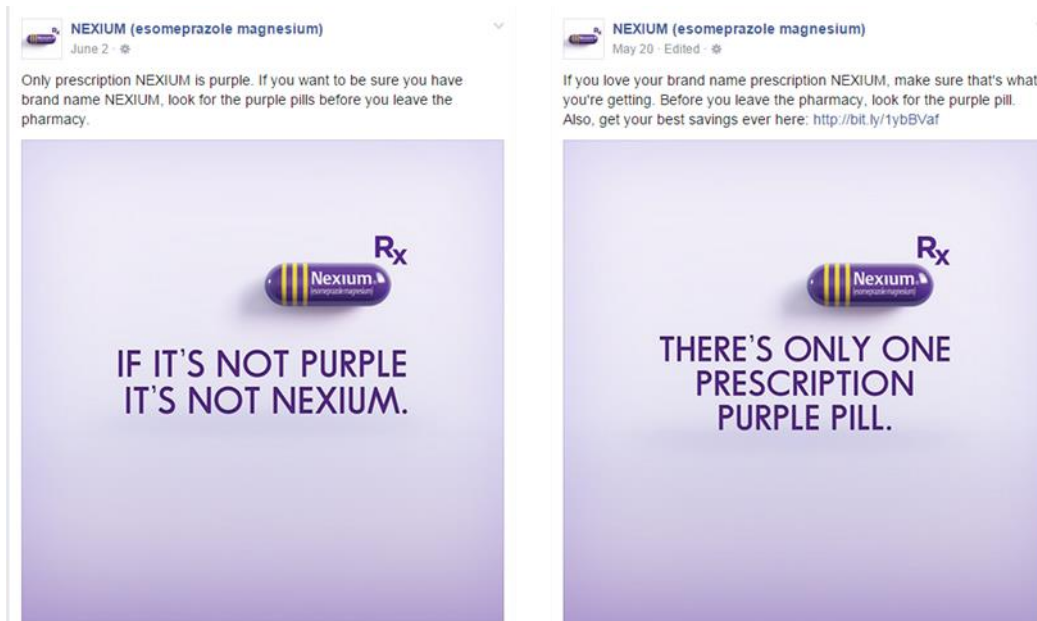 NEXIUM (esomeprazole magnesium)
June 2 ·
Only prescription NEXIUM is purple. If you want to be sure you have
brand name NEXIUM, look for the purple pills before you leave the
pharmacy.
Rx
Nexium
(esomeprazole magnesium)
IF IT'S NOT PURPLE
IT'S NOT NEXIUM.
NEXIUM (esomeprazole magnesium)
May 20 · Edited ·
If you love your brand name prescription NEXIUM, make sure that's what
you're getting. Before you leave the pharmacy, look for the purple pill.
Also, get your best savings ever here: http://bit.ly/1ybBVaf
Rx
Nexium
(esomeprazole magnesium)
THERE'S ONLY ONE
PRESCRIPTION
PURPLE PILL.